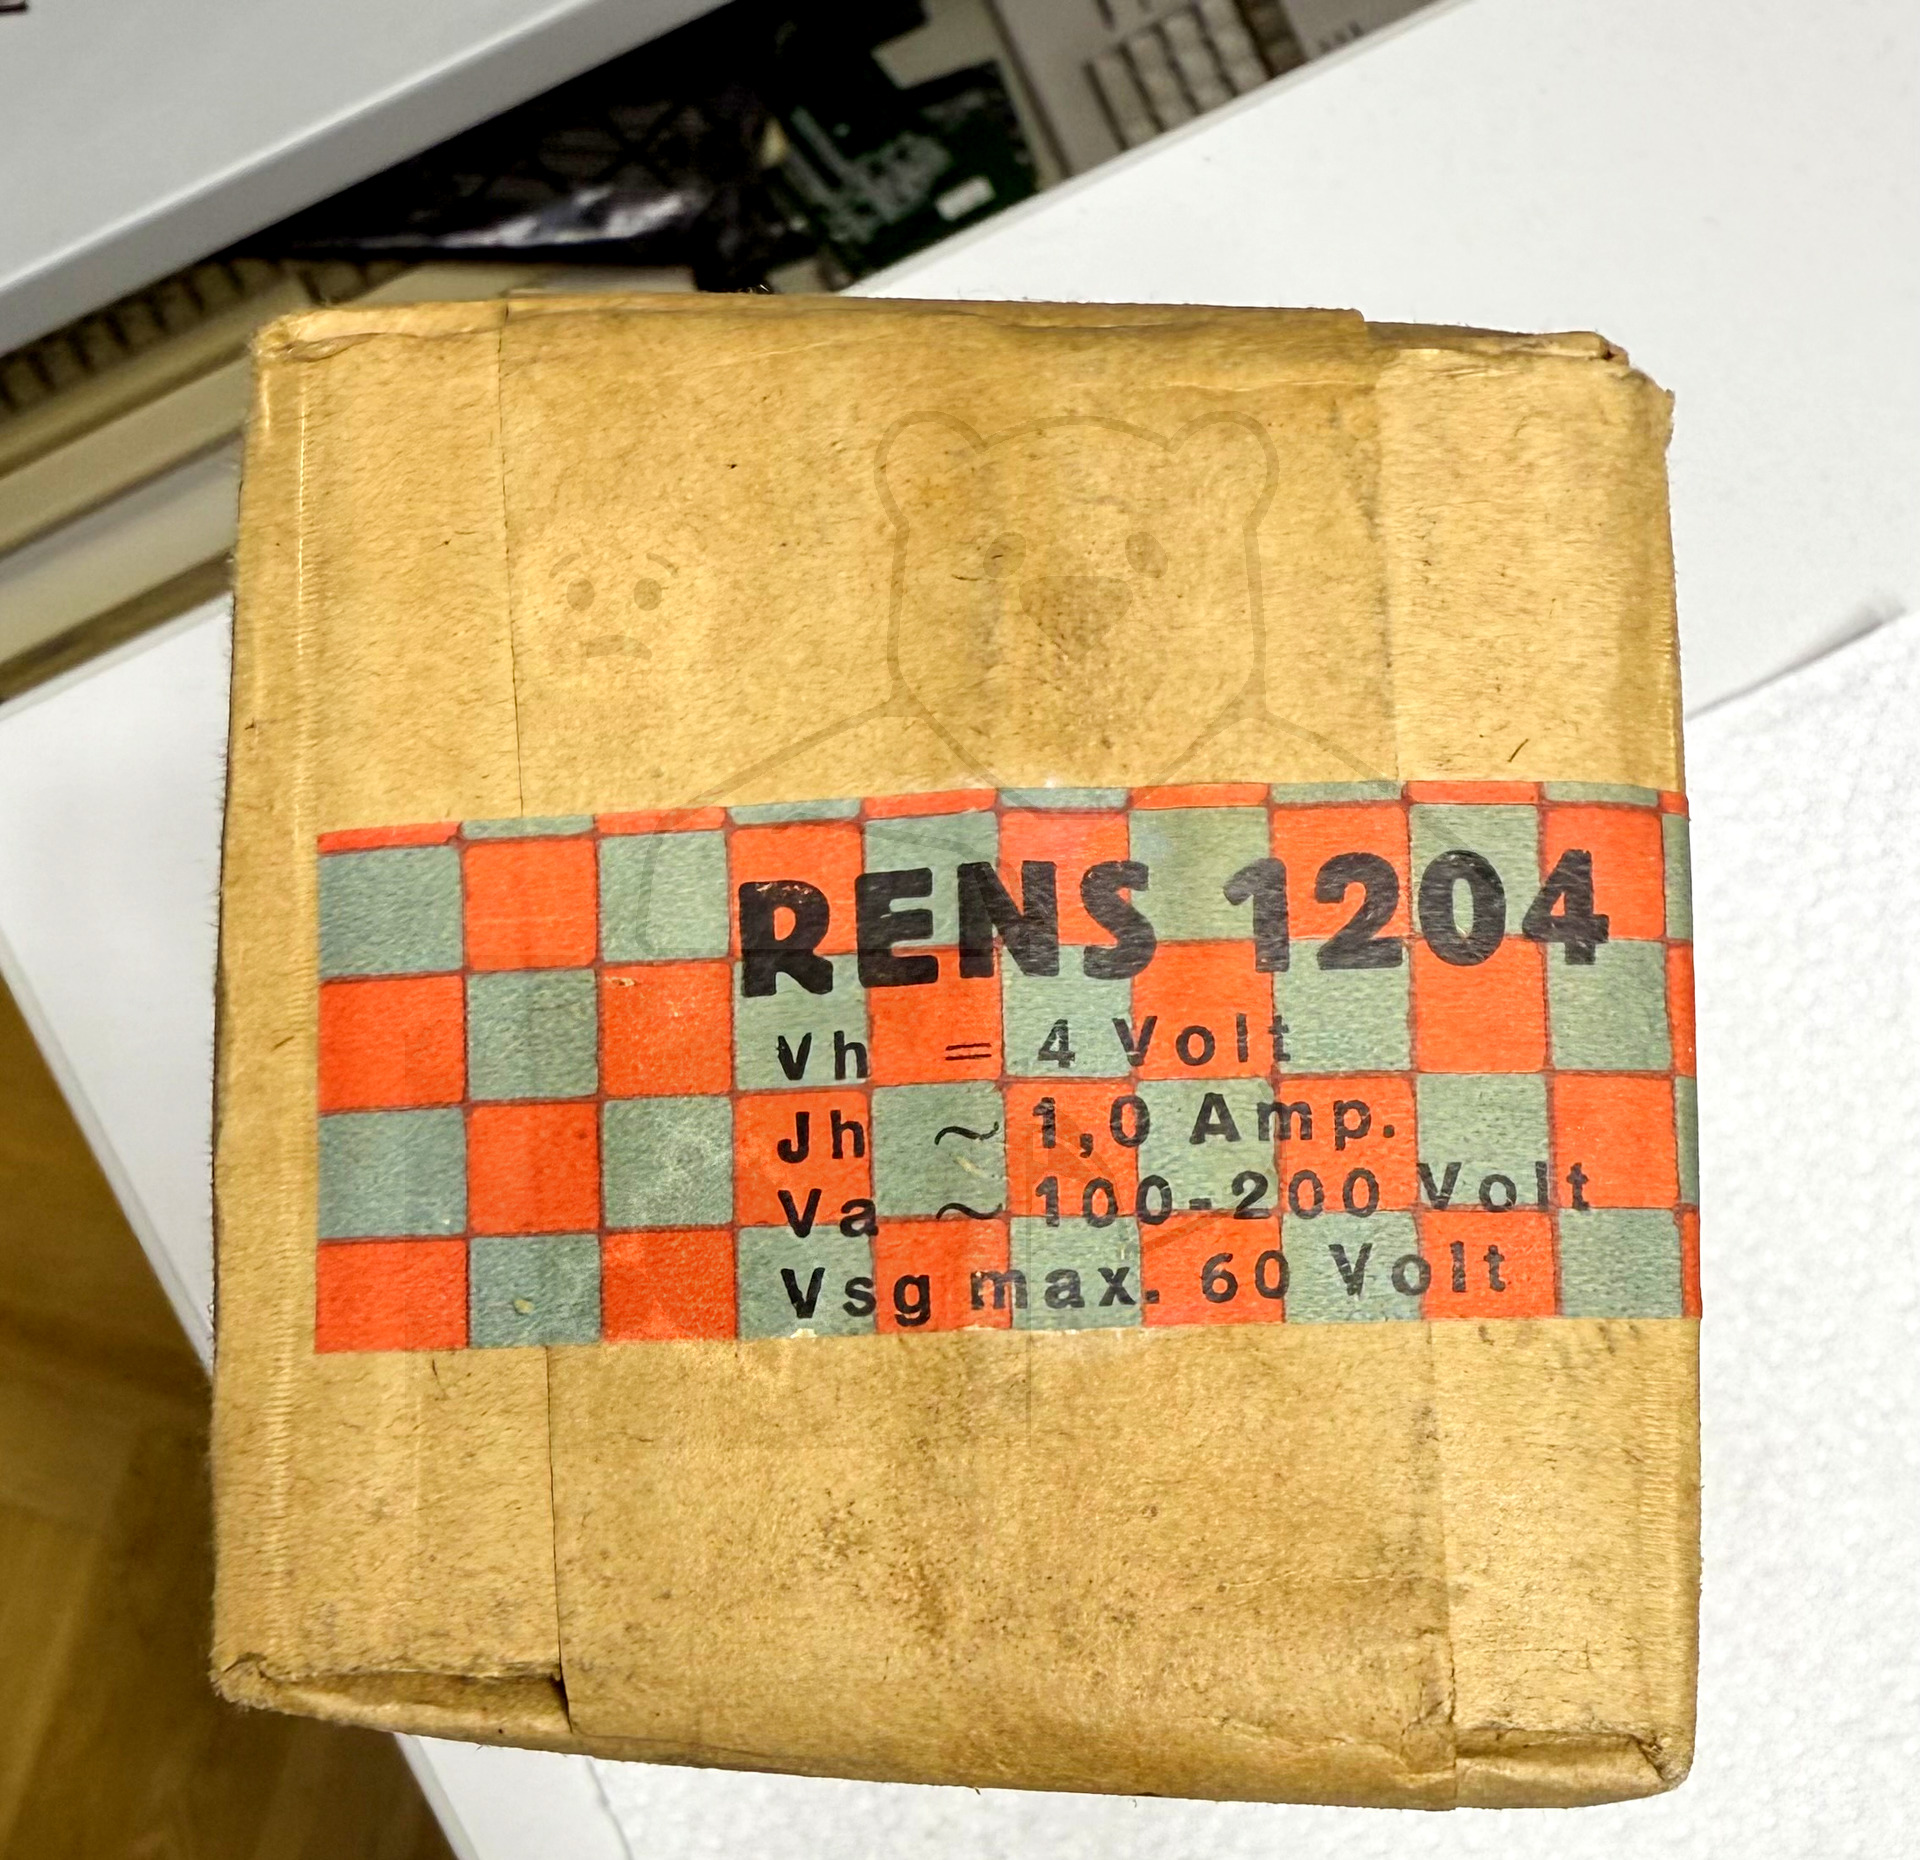 RENS 1204
Vh = 4 Volt
Jh ~ 1,0 Amp.
Va ~ 100-200 Volt
Vsg max. 60 Volt